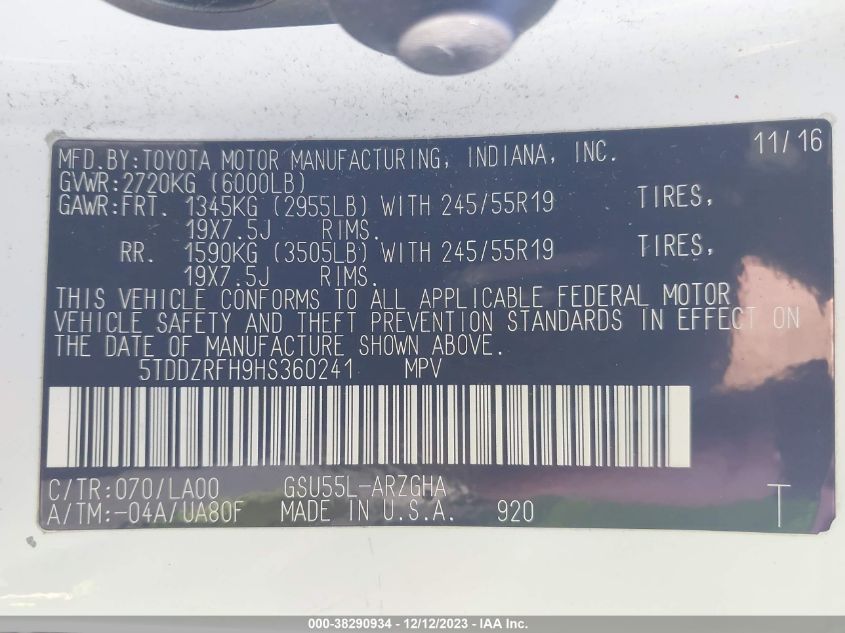 MFD.BY:TOYOTA MOTOR MANUFACTURING, INDIANA, INC. 11/16
GVWR:2720KG (6000LB)
GAWR:FRT. 1345KG (2955LB) WITH 245/55R19 TIRES,
19X7.5J RIMS.
RR. 1590KG (3505LB) WITH 245/55R19 TIRES,
19X7.5J RIMS.
THIS VEHICLE CONFORMS TO ALL APPLICABLE FEDERAL MOTOR
VEHICLE SAFETY AND THEFT PREVENTION STANDARDS IN EFFECT ON
THE DATE OF MANUFACTURE SHOWN ABOVE.
5TDDZRFH9HS360241 MPV
C/TR:070/LA00 GSU55L-ARZGHA
A/TM:-04A/UA80F MADE IN U.S.A. 920 T
000-38290934 - 12/12/2023 - IAA Inc.